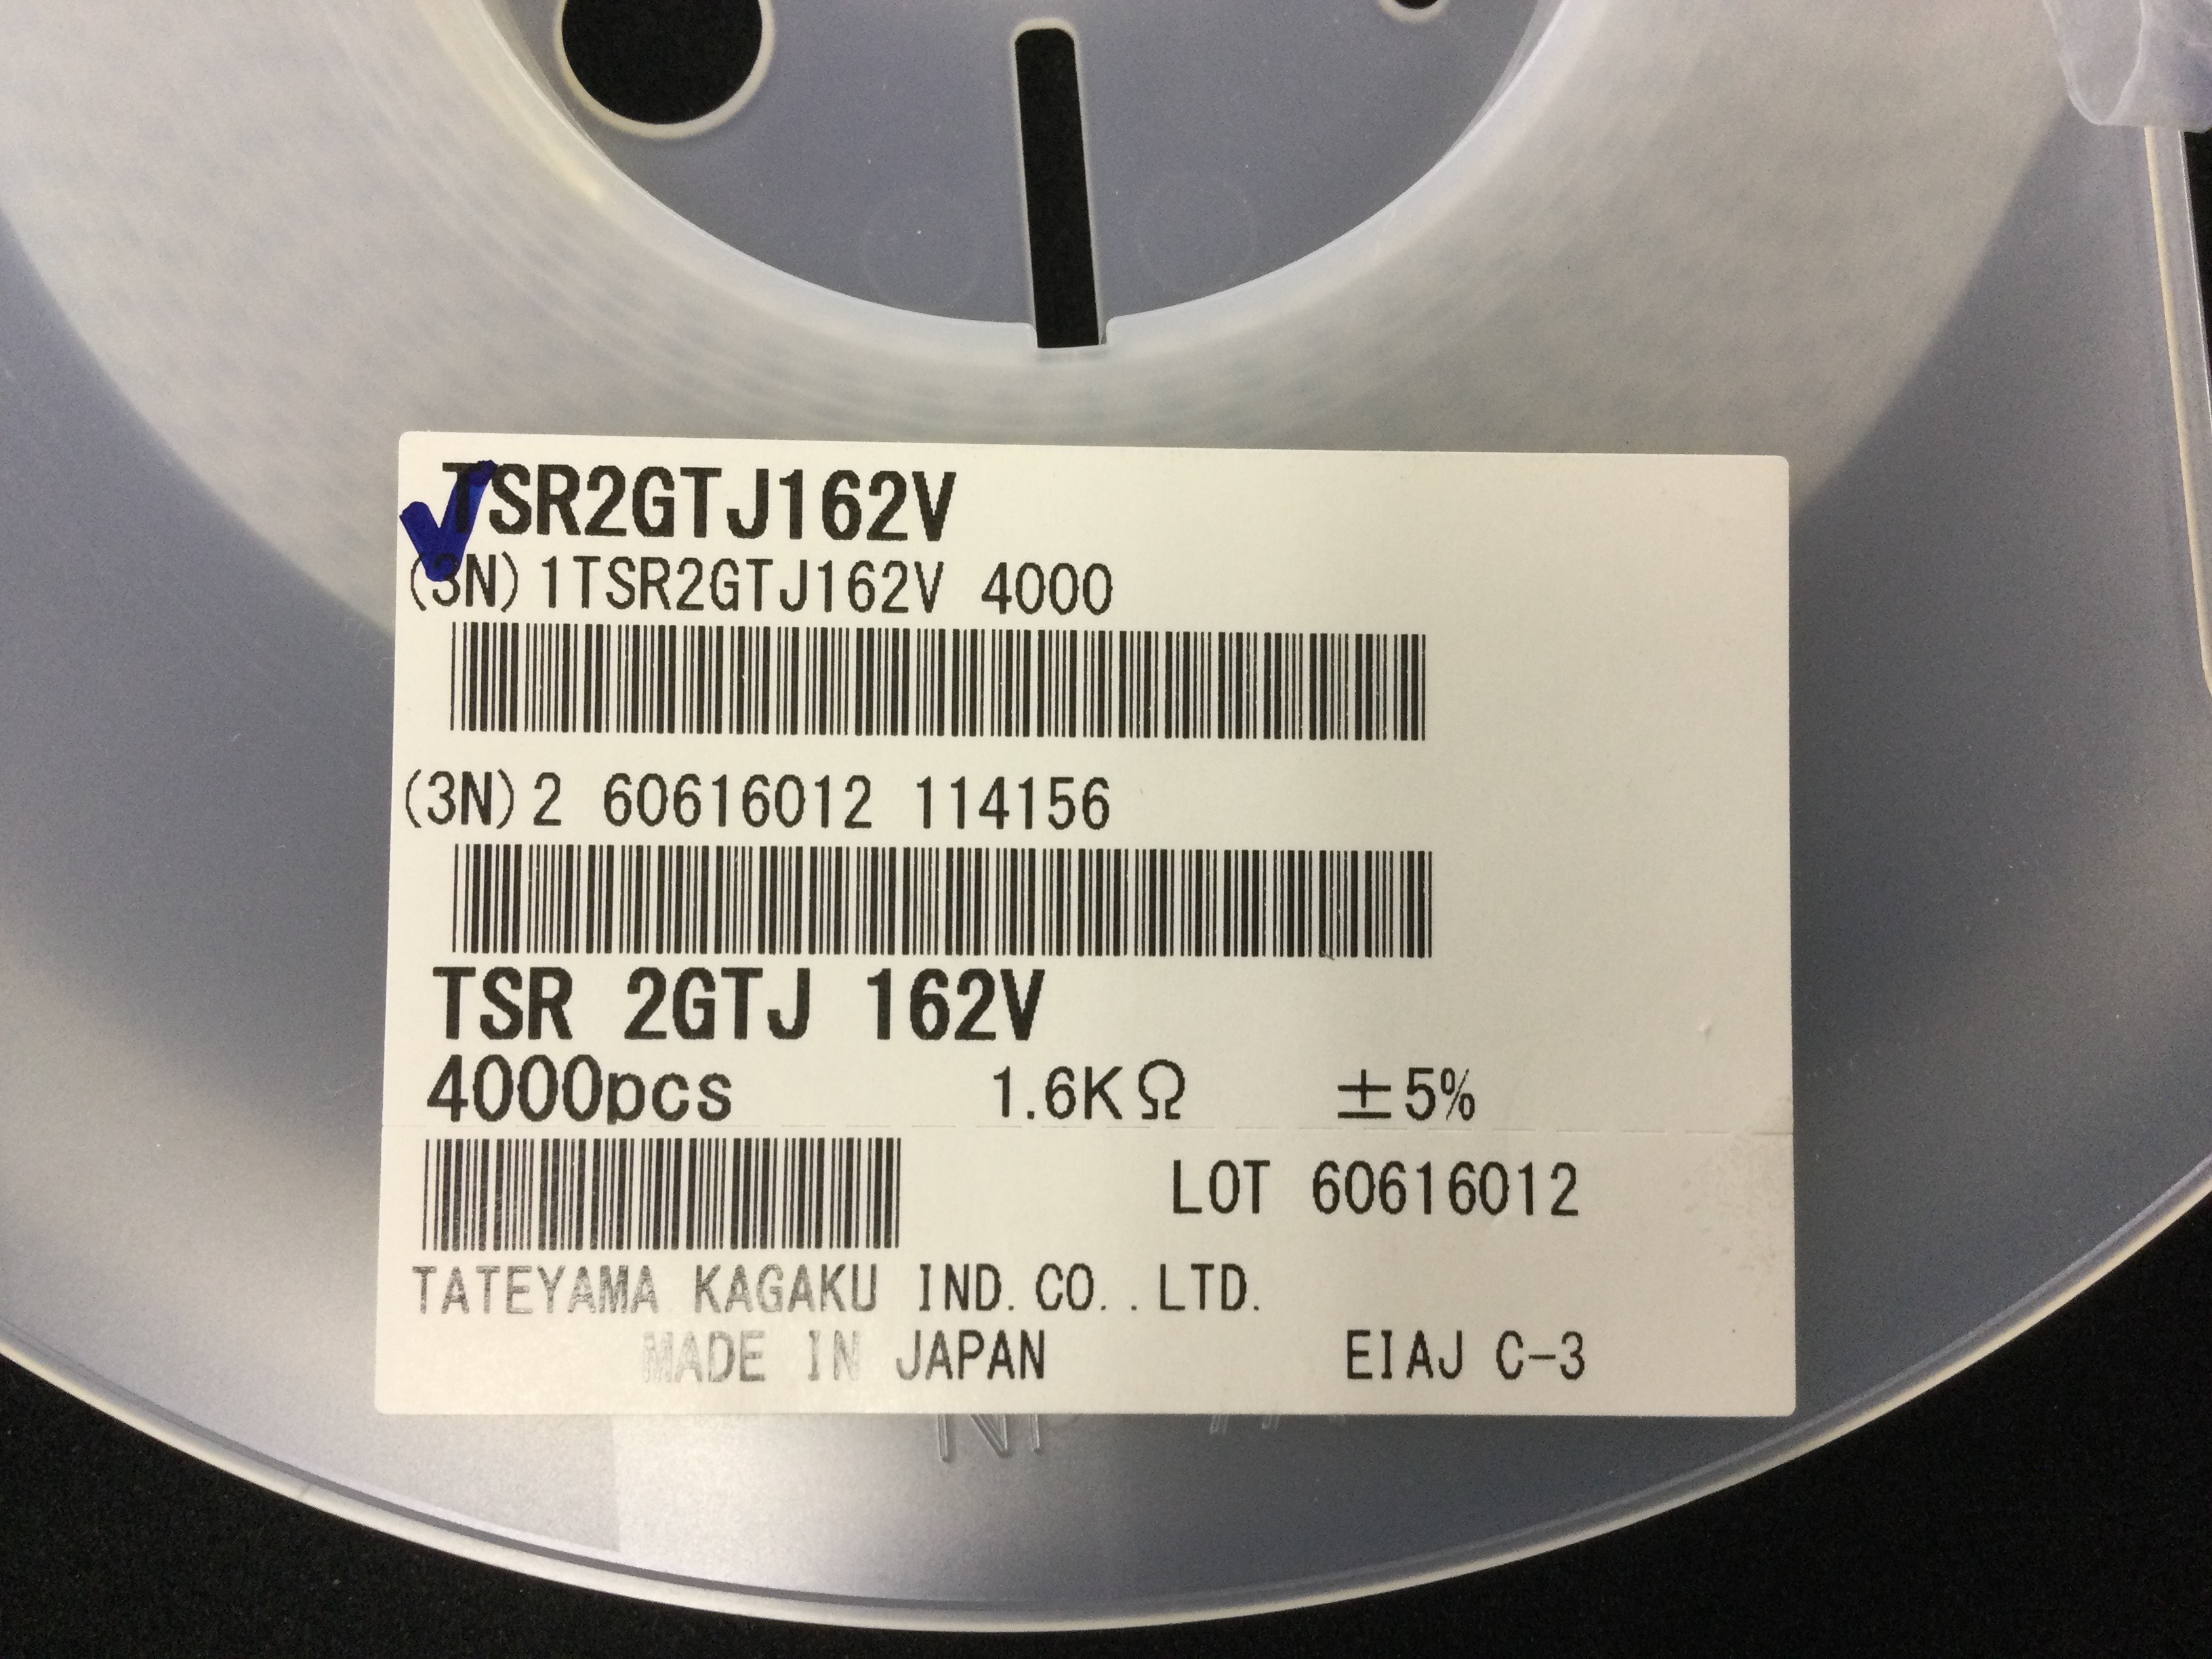 TSR2GTJ162V
(3N)1TSR2GTJ162V 4000
(3N)2 60616012 114156
TSR 2GTJ 162V
4000pcs 1.6KΩ ±5%
LOT 60616012
TATEYAMA KAGAKU IND.CO..LTD.
MADE IN JAPAN EIAJ C-3